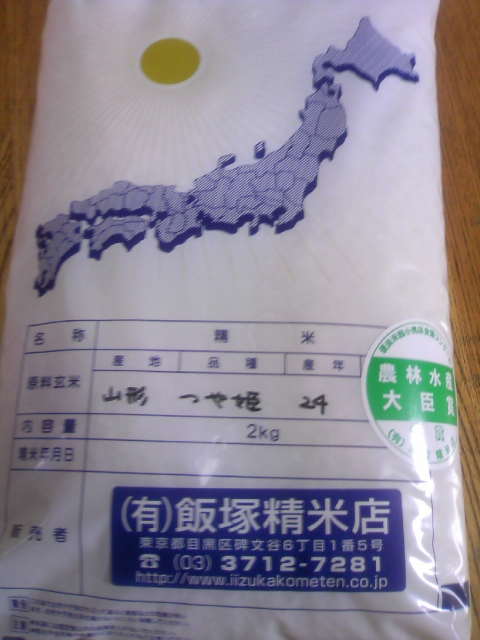 名称 精米
産地 品種 産年
原料玄米 山形 つや姫 24
内容量 2kg
精米年月日
農林水産
大臣賞
販売者
(有)飯塚精米店
東京都目黒区碑文谷6丁目1番5号
☎ (03) 3712-7281
http://www.iizukakometen.co.jp